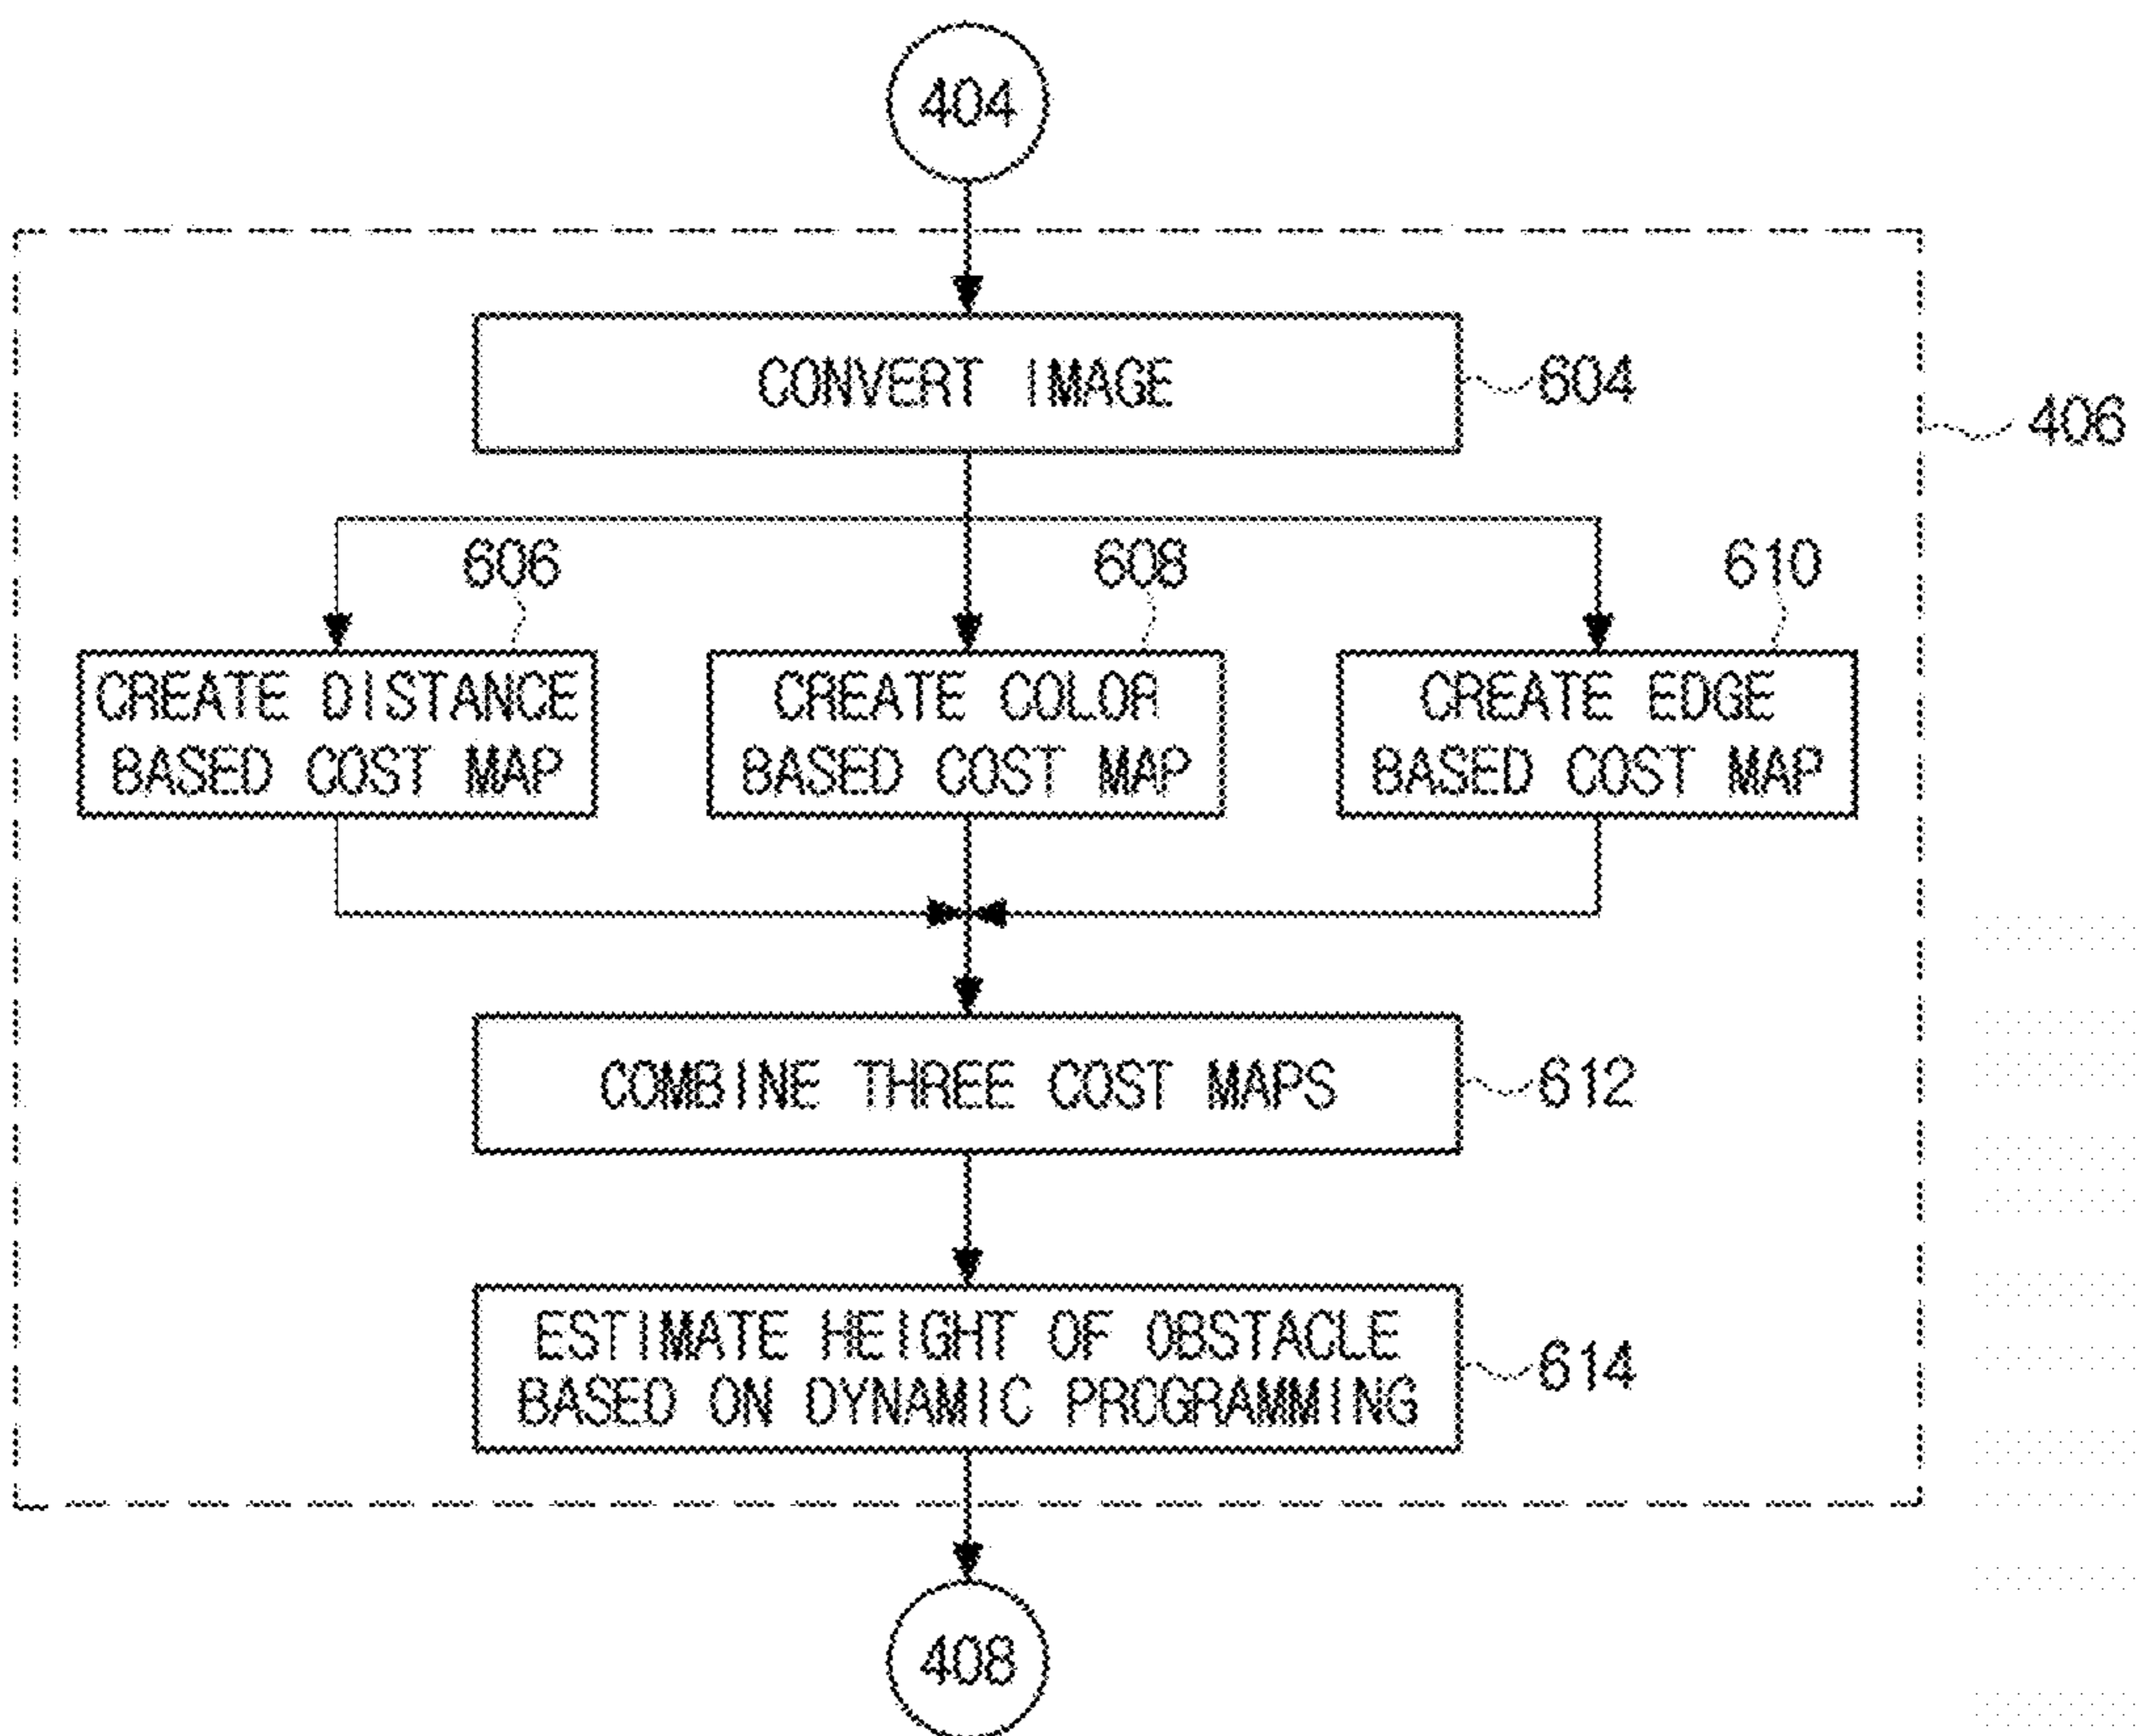 404
CONVERT IMAGE
604
406
606
608
610
CREATE DISTANCE
BASED COST MAP
CREATE COLOR
BASED COST MAP
CREATE EDGE
BASED COST MAP
COMBINE THREE COST MAPS
612
ESTIMATE HEIGHT OF OBSTACLE
BASED ON DYNAMIC PROGRAMMING
614
408